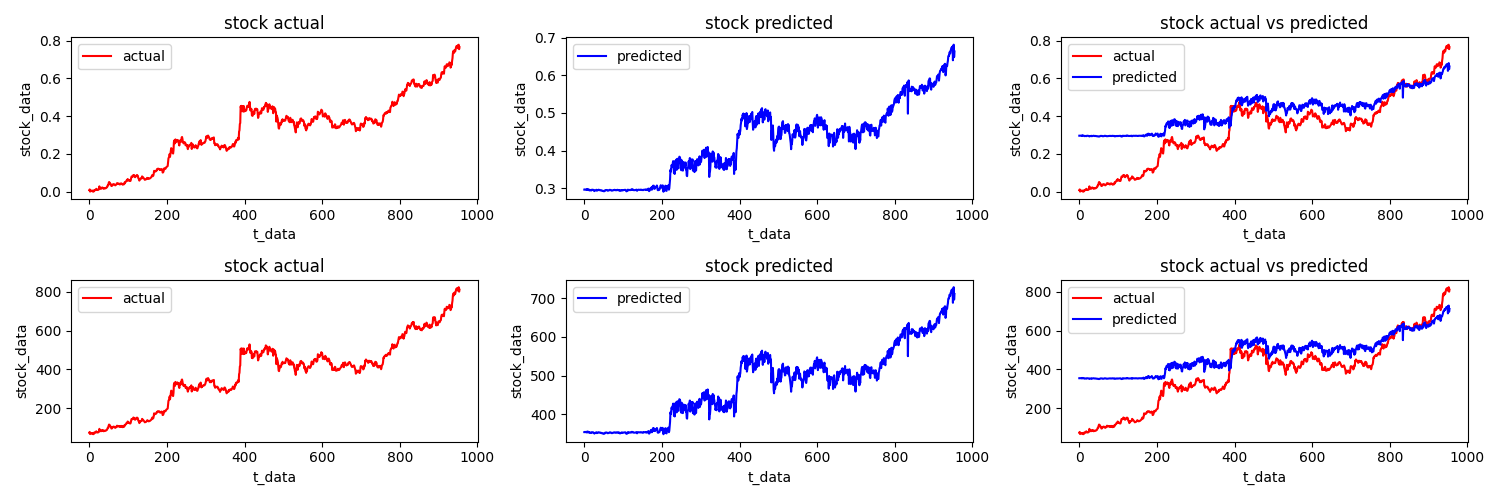 stock actual
stock_data
0.8
0.6
0.4
0.2
0.0
actual
0 200 400 600 800 1000
t_data
stock predicted
stock_data
0.7
0.6
0.5
0.4
0.3
predicted
0 200 400 600 800 1000
t_data
stock actual vs predicted
stock_data
0.8
0.6
0.4
0.2
0.0
actual
predicted
0 200 400 600 800 1000
t_data
stock actual
stock_data
800
600
400
200
actual
0 200 400 600 800 1000
t_data
stock predicted
stock_data
700
600
500
400
predicted
0 200 400 600 800 1000
t_data
stock actual vs predicted
stock_data
800
600
400
200
actual
predicted
0 200 400 600 800 1000
t_data